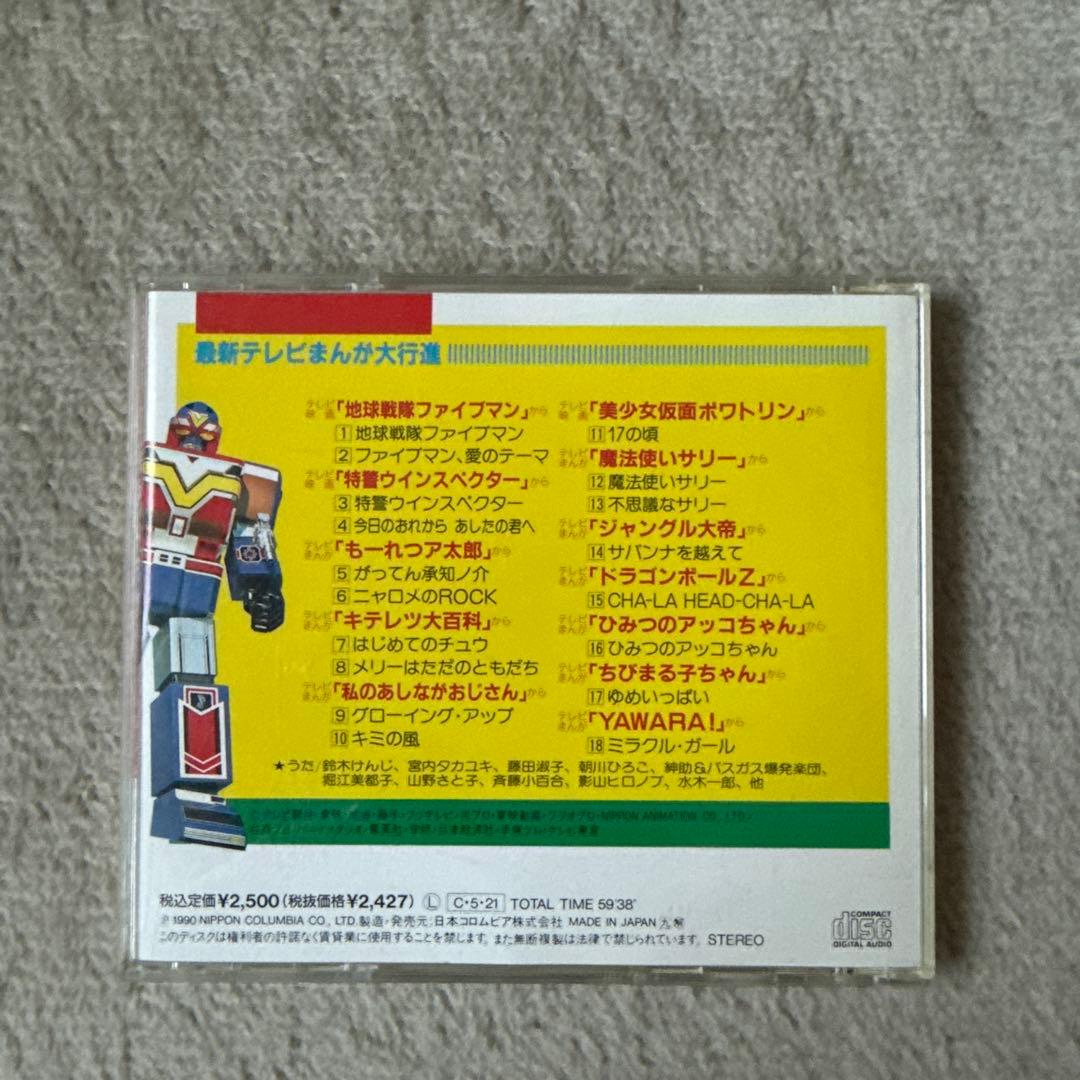 最新テレビまんが大行進
テレビ映画「地球戦隊ファイブマン」から
1 地球戦隊ファイブマン
2 ファイブマン、愛のテーマ
テレビ映画「特警ウインスペクター」から
3 特警ウインスペクター
4 今日のおれから あしたの君へ
テレビまんが「もーれつア太郎」から
5 がってん承知ノ介
6 ニャロメのROCK
テレビまんが「キテレツ大百科」から
7 はじめてのチュウ
8 メリーはただのともだち
テレビまんが「私のあしながおじさん」から
9 グローイング・アップ
10 キミの風
テレビ映画「美少女仮面ポワトリン」から
11 17の頃
テレビまんが「魔法使いサリー」から
12 魔法使いサリー
13 不思議なサリー
テレビまんが「ジャングル大帝」から
14 サバンナを越えて
テレビまんが「ドラゴンボールZ」から
15 CHA-LA HEAD-CHA-LA
テレビまんが「ひみつのアッコちゃん」から
16 ひみつのアッコちゃん
テレビまんが「ちびまる子ちゃん」から
17 ゆめいっぱい
テレビまんが「YAWARA!」から
18 ミラクル・ガール
★うた/鈴木けんじ、宮内タカユキ、藤田淑子、朝川ひろこ、紳助&バスガス爆発楽団、
堀江美都子、山野さと子、斉藤小百合、影山ヒロノブ、水木一郎、他
NIPPON ANIMATION CO., LTD.
税込定価¥2,500(税抜価格¥2,427) Ⓛ C・5・21 TOTAL TIME 59'38"
℗1990 NIPPON COLUMBIA CO., LTD. 製造・発売元:日本コロムビア株式会社 MADE IN JAPAN
このディスクは権利者の許諾なく賃貸業に使用することを禁じます。また無断複製は法律で禁じられています。 STEREO
COMPACT
disc
DIGITAL AUDIO